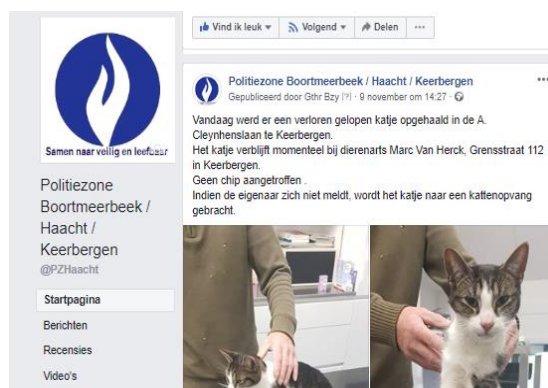 Vind ik leuk
Volgend
Delen
Samen naar veilig en leefbaar
Politiezone
Boortmeerbeek /
Haacht /
Keerbergen
@PZHaacht
Startpagina
Berichten
Recensies
Video's
Politiezone Boortmeerbeek / Haacht / Keerbergen
Gepubliceerd door Gthr Bzy [?] · 9 november om 14:27 ·
Vandaag werd er een verloren gelopen katje opgehaald in de A.
Cleynhenslaan te Keerbergen.
Het katje verblijft momenteel bij dierenarts Marc Van Herck, Grensstraat 112
in Keerbergen.
Geen chip aangetroffen .
Indien de eigenaar zich niet meldt, wordt het katje naar een kattenopvang
gebracht.